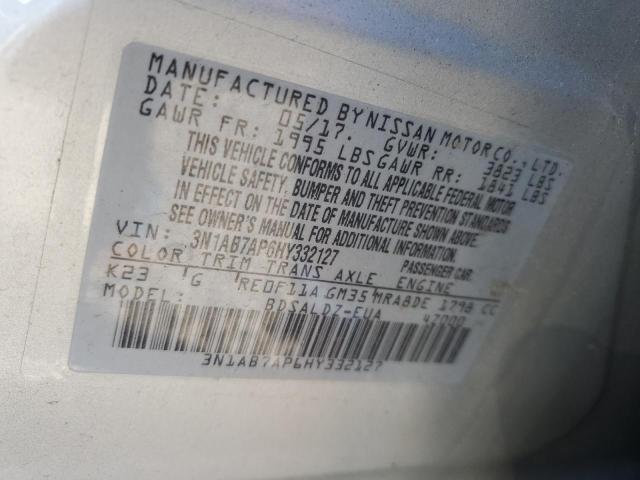 MANUFACTURED BY NISSAN MOTOR CO., LTD.
DATE: 05/17. GVWR: 3823 LBS
GAWR FR: 1995 LBS GAWR RR: 1841 LBS
THIS VEHICLE CONFORMS TO ALL APPLICABLE FEDERAL MOTOR
VEHICLE SAFETY, BUMPER AND THEFT PREVENTION STANDARDS
IN EFFECT ON THE DATE OF MANUFACTURE SHOWN ABOVE.
SEE OWNER'S MANUAL FOR ADDITIONAL INFORMATION.
VIN: 3N1AB7AP6HY332127 PASSENGER CAR
COLOR TRIM TRANS AXLE ENGINE
K23 G RE0F11A GM35 MRA8DE 1798 CC
MODEL: BDSALDZ-EUA
3N1AB7AP6HY332127